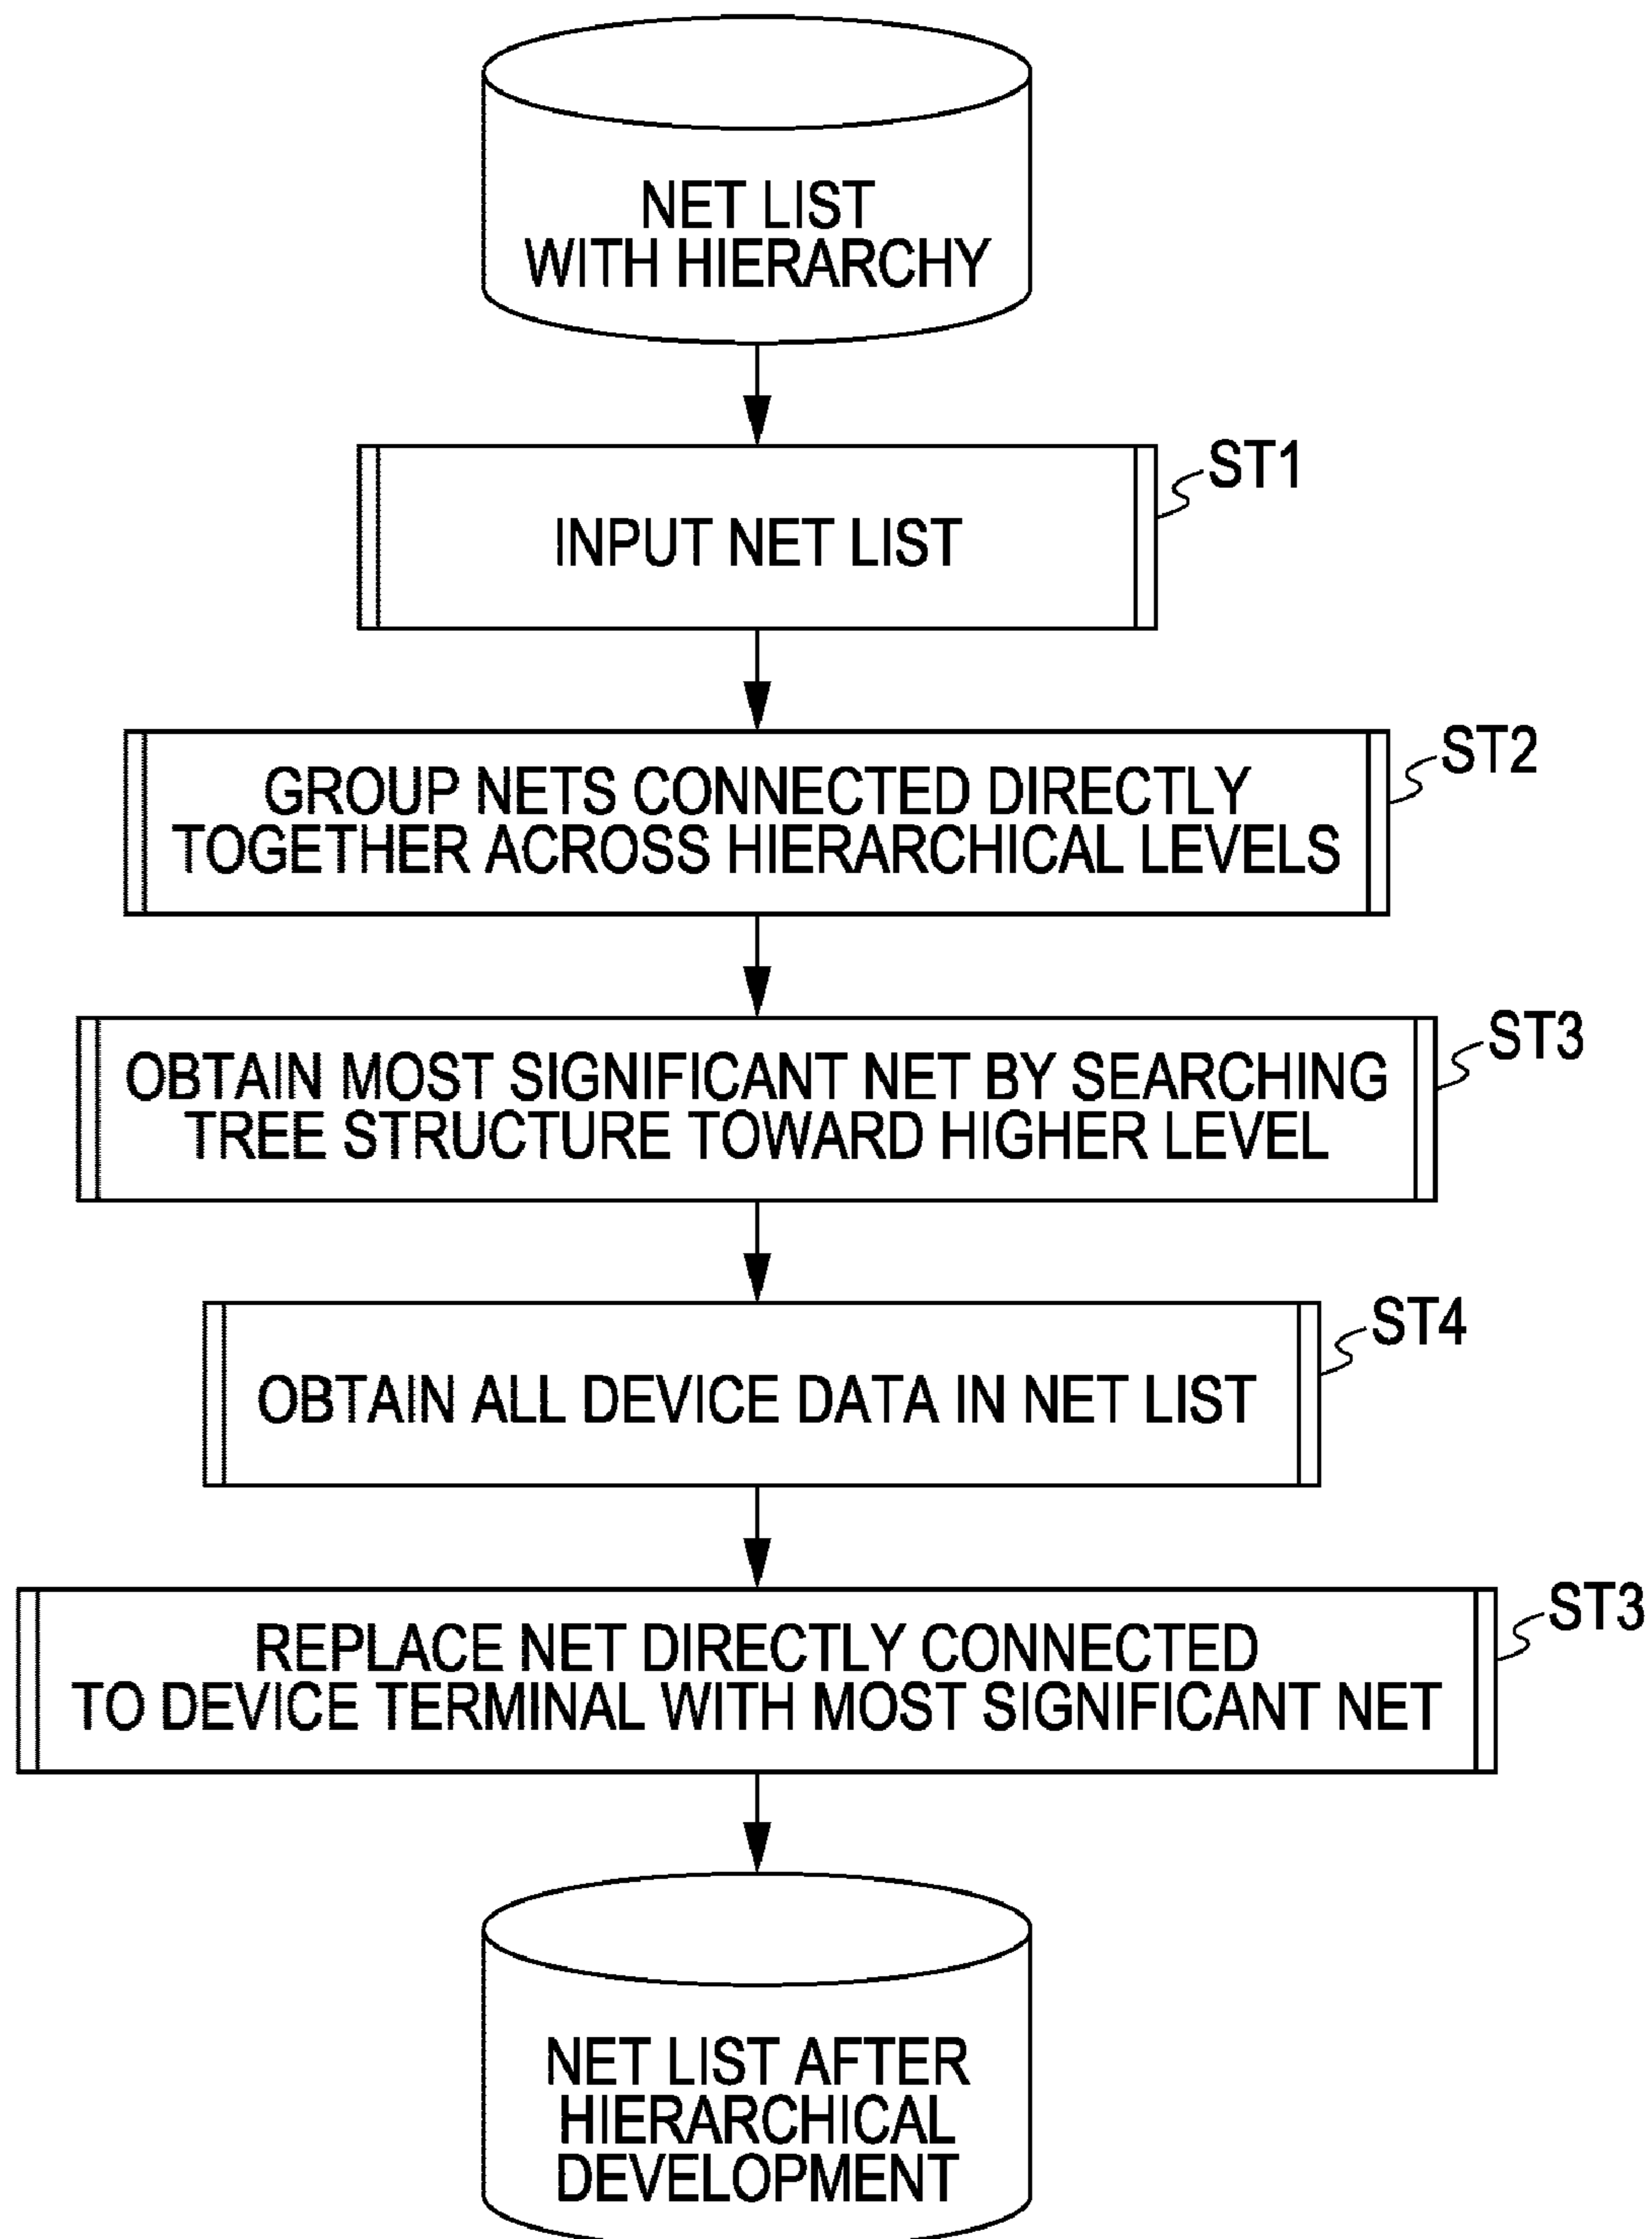 NET LIST
WITH HIERARCHY
ST1
INPUT NET LIST
ST2
GROUP NETS CONNECTED DIRECTLY
TOGETHER ACROSS HIERARCHICAL LEVELS
ST3
OBTAIN MOST SIGNIFICANT NET BY SEARCHING
TREE STRUCTURE TOWARD HIGHER LEVEL
ST4
OBTAIN ALL DEVICE DATA IN NET LIST
ST3
REPLACE NET DIRECTLY CONNECTED
TO DEVICE TERMINAL WITH MOST SIGNIFICANT NET
NET LIST AFTER
HIERARCHICAL
DEVELOPMENT